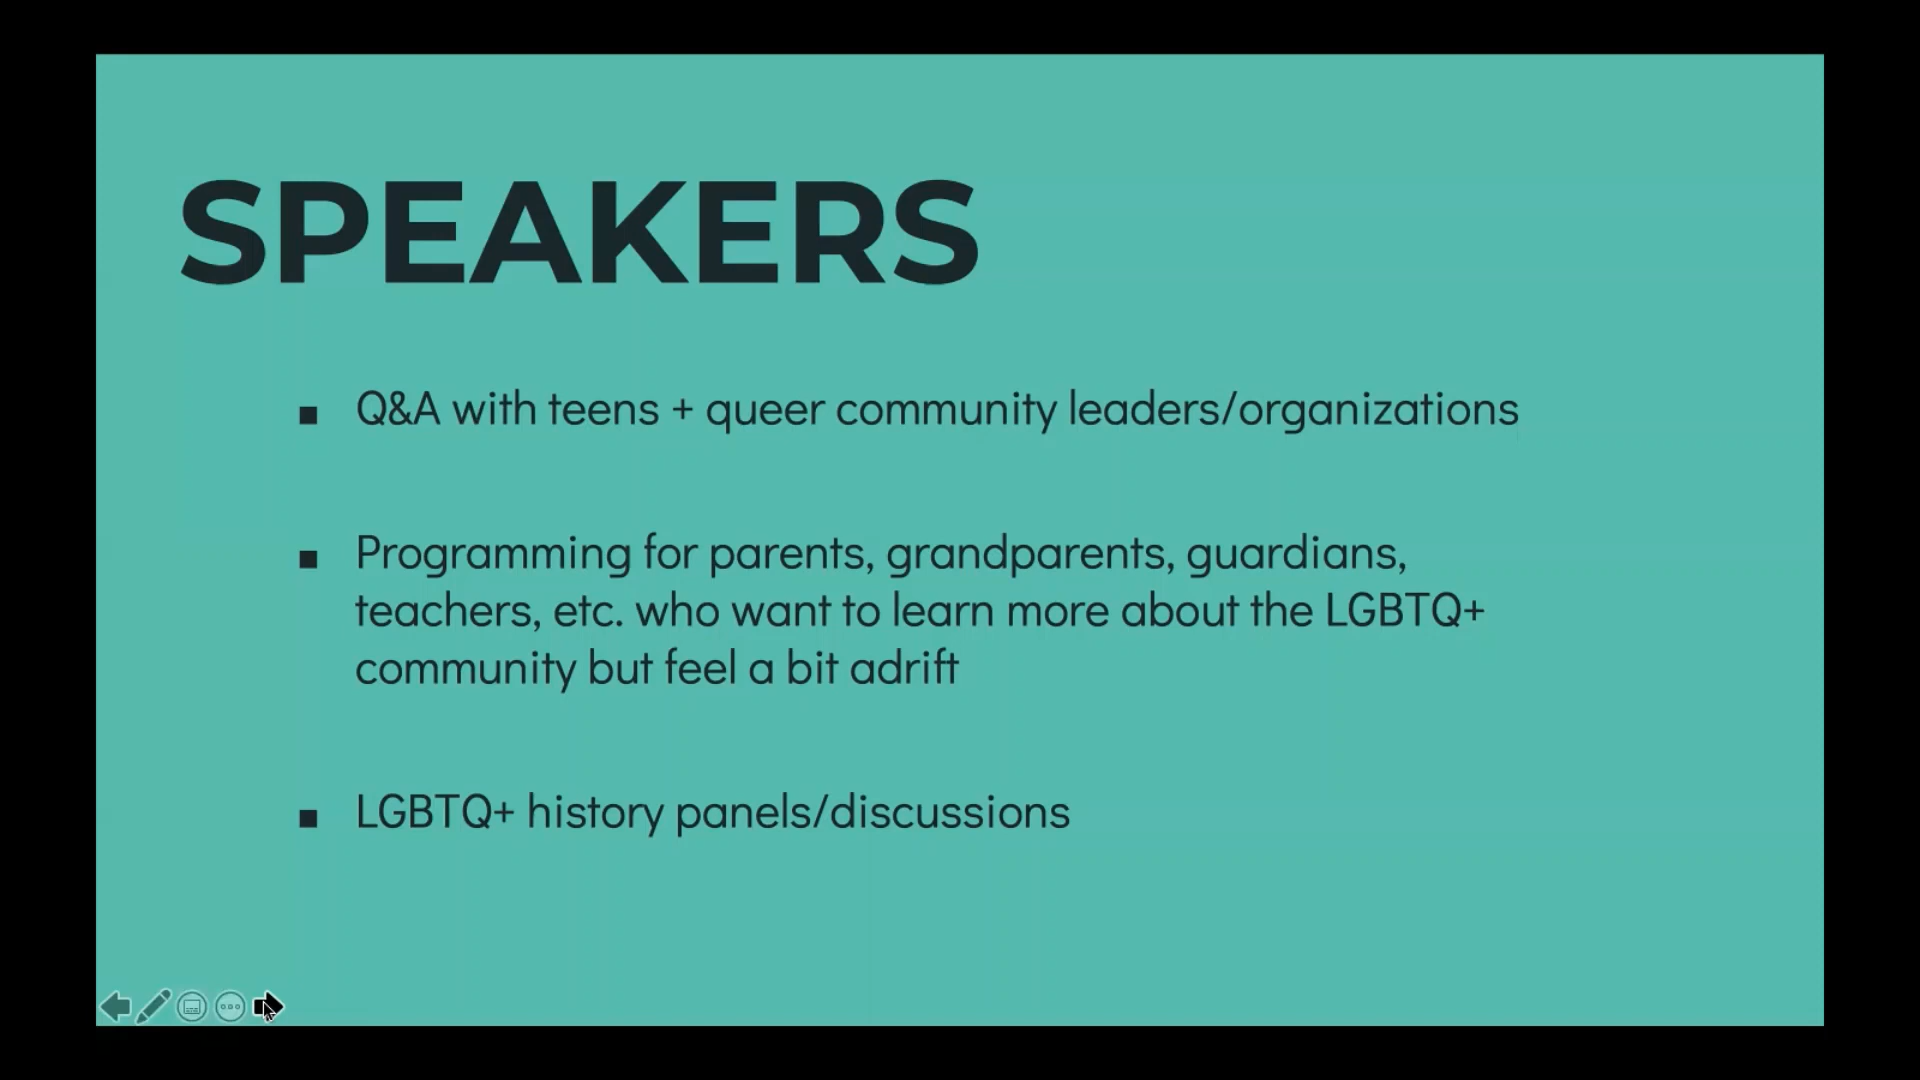 SPEAKERS
■ Q&A with teens + queer community leaders/organizations
■ Programming for parents, grandparents, guardians,
teachers, etc. who want to learn more about the LGBTQ+
community but feel a bit adrift
■ LGBTQ+ history panels/discussions